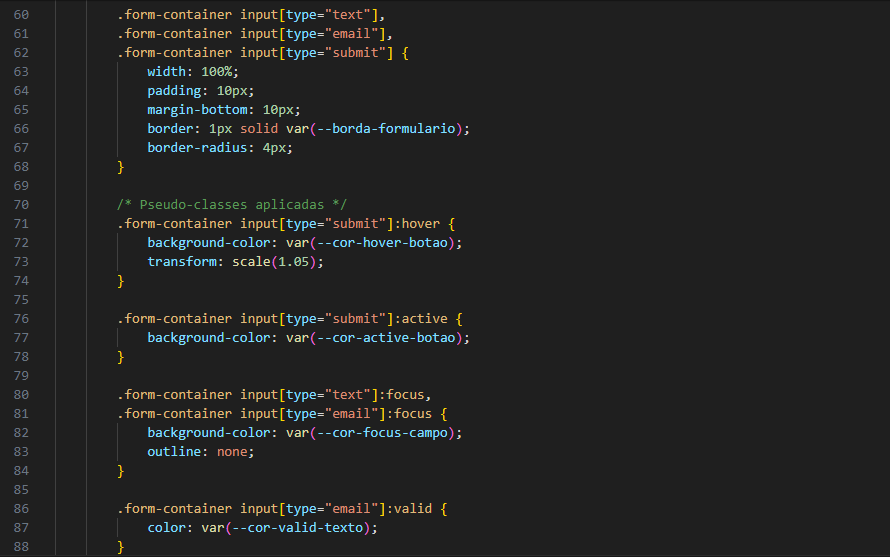 60 .form-container input[type="text"],
61 .form-container input[type="email"],
62 .form-container input[type="submit"] {
63 width: 100%;
64 padding: 10px;
65 margin-bottom: 10px;
66 border: 1px solid var(--borda-formulario);
67 border-radius: 4px;
68 }
69
70 /* Pseudo-classes aplicadas */
71 .form-container input[type="submit"]:hover {
72 background-color: var(--cor-hover-botao);
73 transform: scale(1.05);
74 }
75
76 .form-container input[type="submit"]:active {
77 background-color: var(--cor-active-botao);
78 }
79
80 .form-container input[type="text"]:focus,
81 .form-container input[type="email"]:focus {
82 background-color: var(--cor-focus-campo);
83 outline: none;
84 }
85
86 .form-container input[type="email"]:valid {
87 color: var(--cor-valid-texto);
88 }